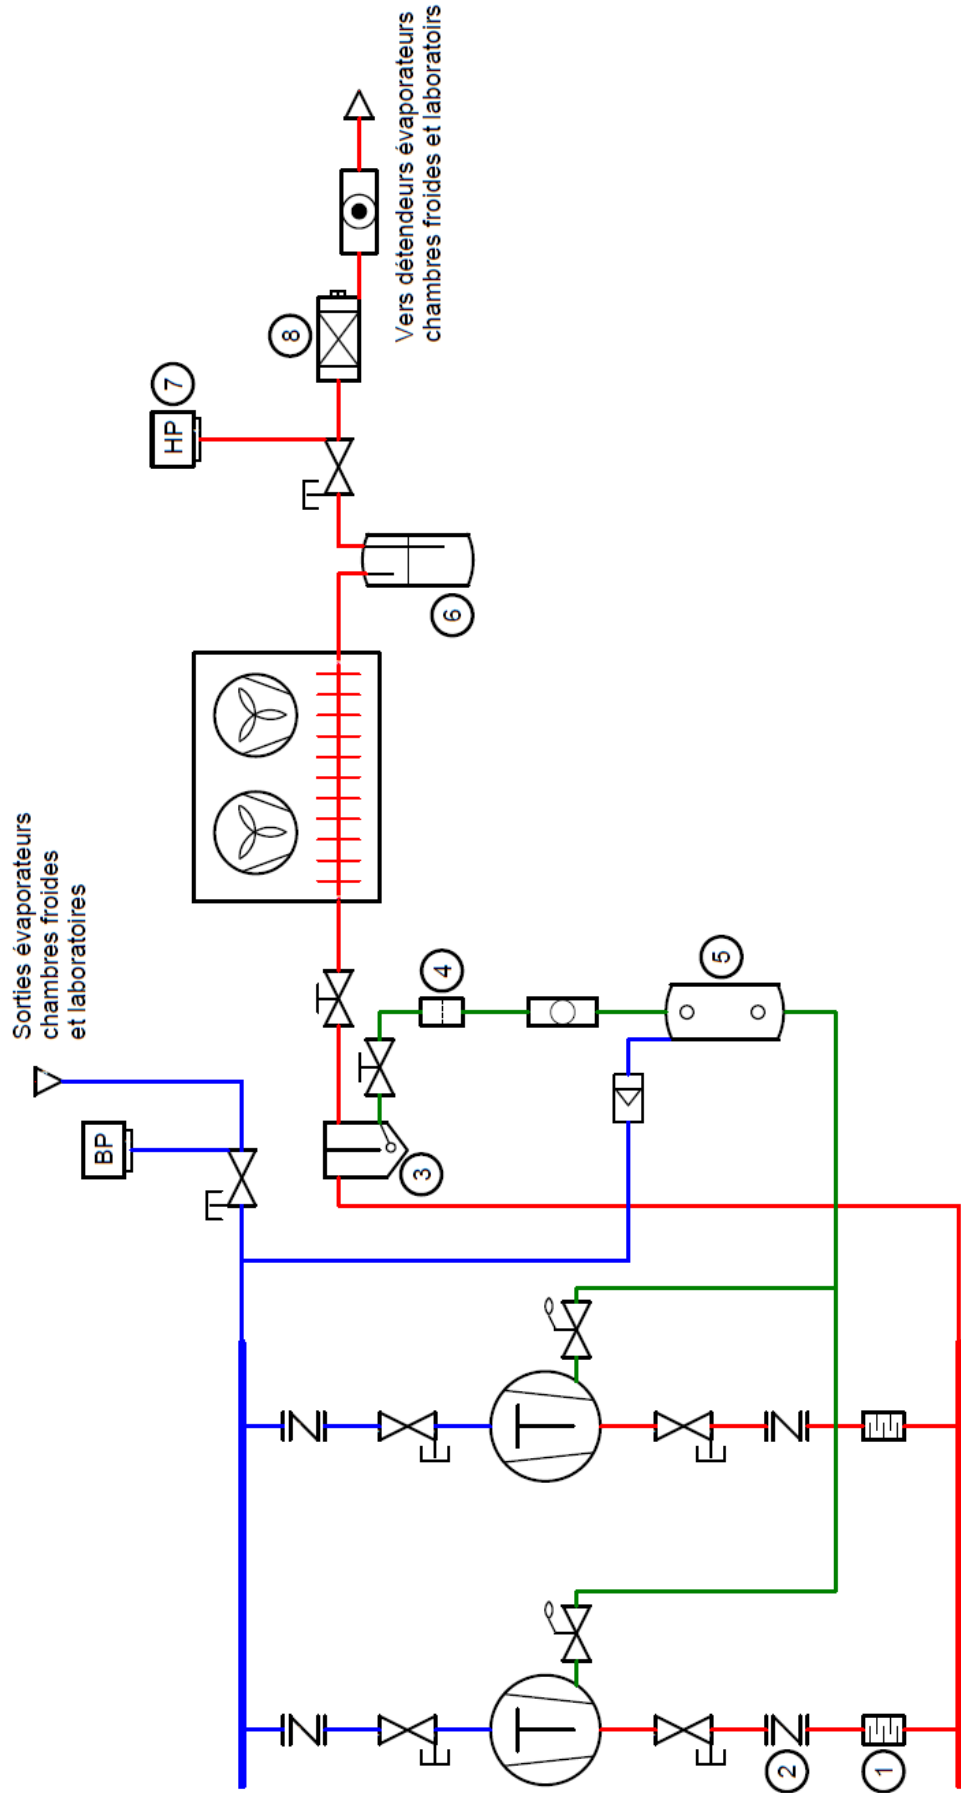 Sorties évaporateurs
chambres froides
et laboratoires
BP
HP
7
8
Vers détendeurs évaporateurs
chambres froides et laboratoirs
6
3
4
5
2
1